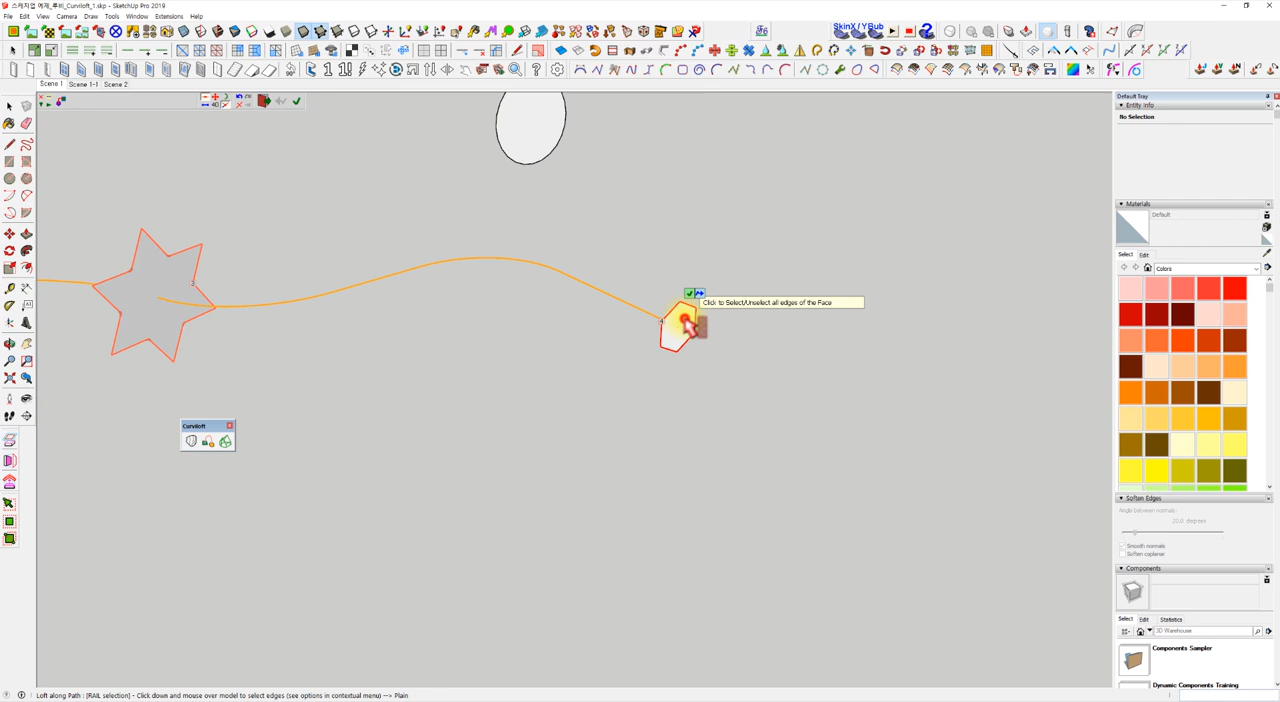 스케치업 예제_루비_Curviloft_1.skp - SketchUp Pro 2019
File Edit View Camera Draw Tools Window Extensions Help
SkinX/YBub
Scene 1 Scene 1-1 Scene 2
Default Tray
Entity Info
No Selection
Materials
Default
Select Edit
Colors
3
Click to Select/Unselect all edges of the Face
Curviloft
Soften Edges
Angle between normals:
20.0 degrees
Smooth normals
Soften coplanar
Components
Select Edit Statistics
3D Warehouse
Components Sampler
Dynamic Components Training
Loft along Path : [RAIL selection] - Click down and mouse over model to select edges (see options in contextual menu) --> Plain